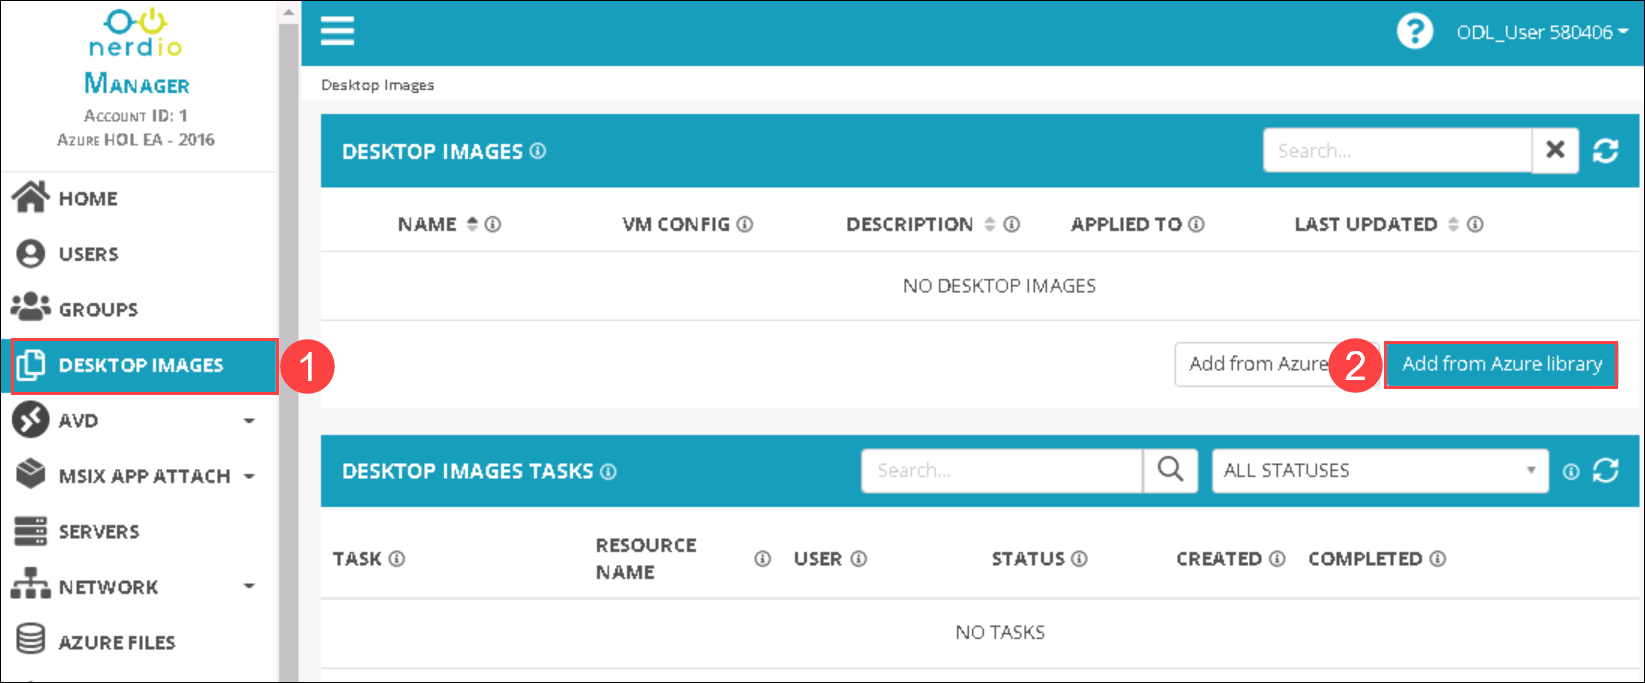 nerdio
MANAGER
ACCOUNT ID: 1
AZURE HOL EA - 2016
HOME
USERS
GROUPS
DESKTOP IMAGES
1
AVD
MSIX APP ATTACH
SERVERS
NETWORK
AZURE FILES
?
ODL_User 580406
Desktop Images
DESKTOP IMAGES
Search...
NAME VM CONFIG DESCRIPTION APPLIED TO LAST UPDATED
NO DESKTOP IMAGES
Add from Azure
2
Add from Azure library
DESKTOP IMAGES TASKS
Search...
ALL STATUSES
TASK RESOURCE NAME USER STATUS CREATED COMPLETED
NO TASKS